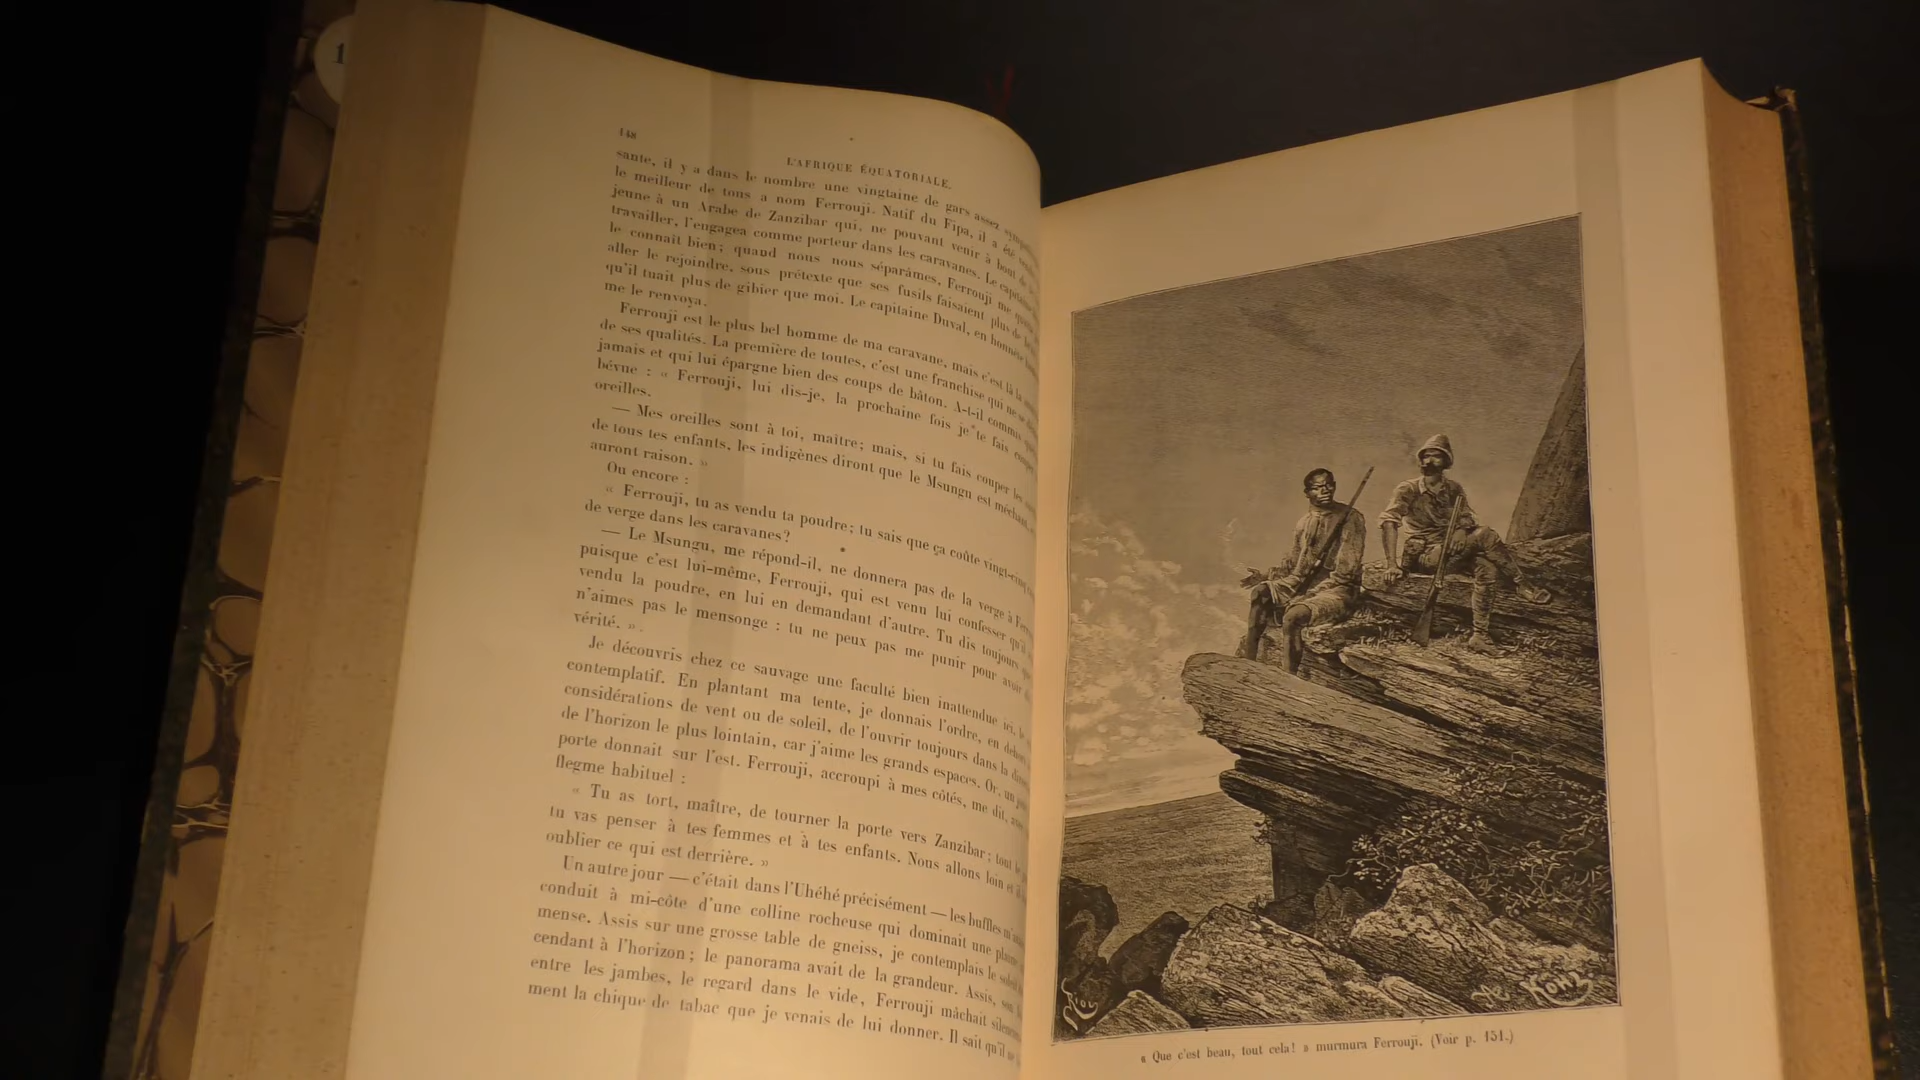 1
148
L'AFRIQUE ÉQUATORIALE.
sante, il y a dans le nombre une vingtaine de gars assez
le meilleur de tous a nom Ferrouji. Natif du Fipa, il a été
jeune à un Arabe de Zanzibar qui, ne pouvant venir à bout de
travailler, l'engagea comme porteur dans les caravanes. Le
le connaît bien; quand nous nous séparâmes, Ferrouji me
aller le rejoindre, sous prétexte que ses fusils faisaient plus de
qu'il tuait plus de gibier que moi. Le capitaine Duval, en honnête
me le renvoya.
Ferrouji est le plus bel homme de ma caravane, mais c'est là la
de ses qualités. La première de toutes, c'est une franchise qui ne se
jamais et qui lui épargne bien des coups de bâton. A-t-il commis
bévue : « Ferrouji, lui dis-je, la prochaine fois je te fais couper
oreilles.
— Mes oreilles sont à toi, maître; mais, si tu fais couper les
de tous tes enfants, les indigènes diront que le Msungu est méchant
auront raison. »
Ou encore :
« Ferrouji, tu as vendu ta poudre; tu sais que ça coûte vingt-cinq
de verge dans les caravanes?
— Le Msungu, me répond-il, ne donnera pas de la verge à
puisque c'est lui-même, Ferrouji, qui est venu lui confesser qu'il
vendu la poudre, en lui en demandant d'autre. Tu dis toujours
n'aimes pas le mensonge : tu ne peux pas me punir pour avoir
vérité. ».
Je découvris chez ce sauvage une faculté bien inattendue ici,
contemplatif. En plantant ma tente, je donnais l'ordre, en dehors
considérations de vent ou de soleil, de l'ouvrir toujours dans la
de l'horizon le plus lointain, car j'aime les grands espaces. Or, un
porte donnait sur l'est. Ferrouji, accroupi à mes côtés, me dit,
flegme habituel :
« Tu as tort, maître, de tourner la porte vers Zanzibar; tout
tu vas penser à tes femmes et à tes enfants. Nous allons loin et
oublier ce qui est derrière. »
Un autre jour — c'était dans l'Uhéhé précisément — les buffles
conduit à mi-côte d'une colline rocheuse qui dominait une
mense. Assis sur une grosse table de gneiss, je contemplais le
cendant à l'horizon; le panorama avait de la grandeur. Assis,
entre les jambes, le regard dans le vide, Ferrouji mâchait
ment la chique de tabac que je venais de lui donner. Il sait qu'il
Riou
KOHL
« Que c'est beau, tout cela! » murmura Ferrouji. (Voir p. 151.)